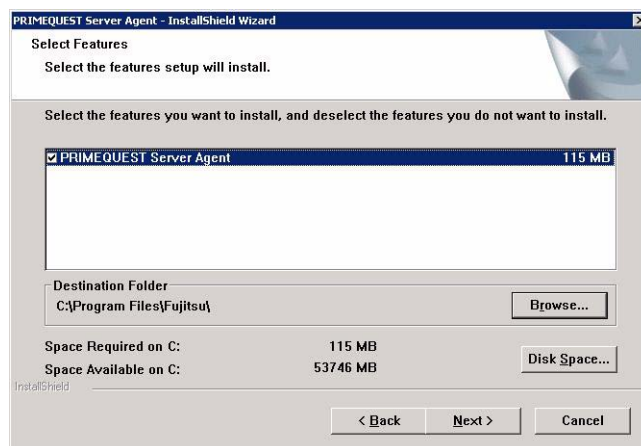 PRIMEQUEST Server Agent - InstallShield Wizard
Select Features
Select the features setup will install.
Select the features you want to install, and deselect the features you do not want to install.
PRIMEQUEST Server Agent 115 MB
Destination Folder
C:\Program Files\Fujitsu\
Browse...
Space Required on C: 115 MB
Space Available on C: 53746 MB
Disk Space...
InstallShield
< Back Next > Cancel